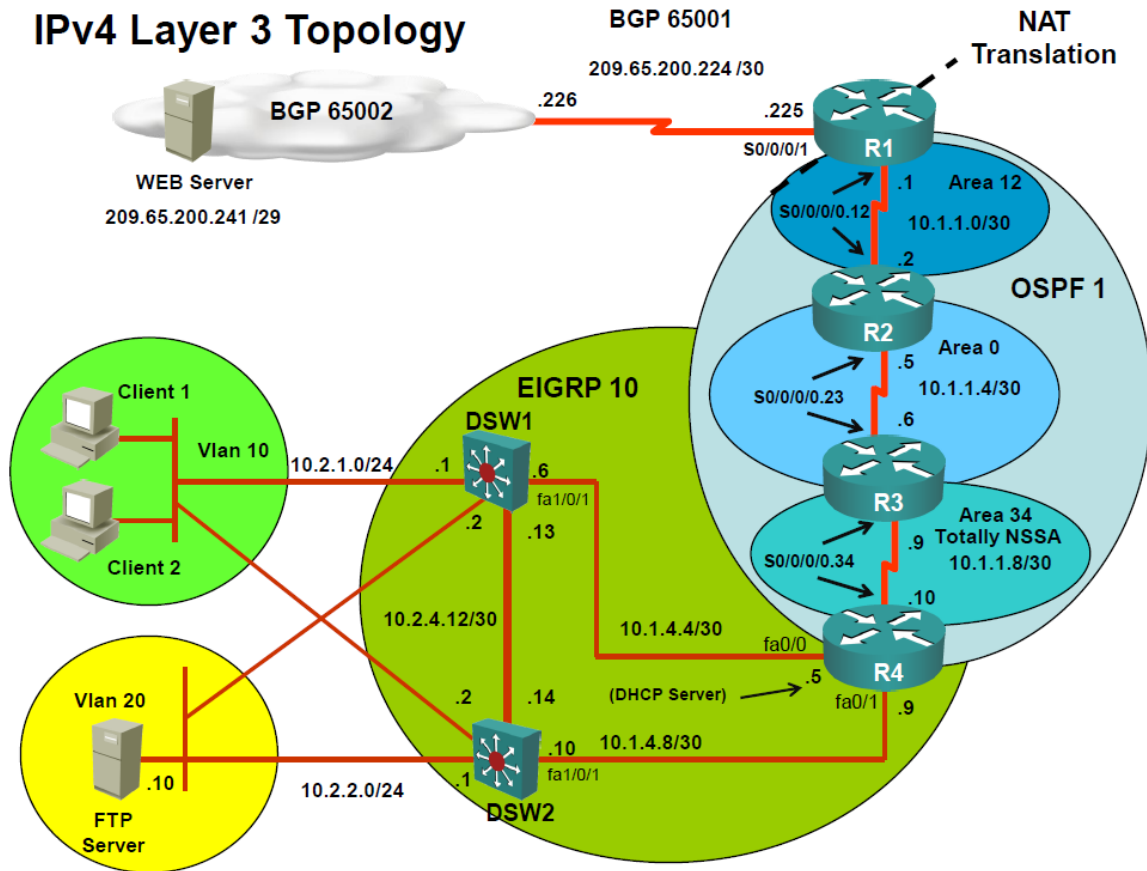 IPv4 Layer 3 Topology
BGP 65001
NAT
Translation
209.65.200.224 /30
BGP 65002
.226
.225
S0/0/0/1
R1
WEB Server
209.65.200.241 /29
.1
Area 12
S0/0/0/0.12
10.1.1.0/30
.2
OSPF 1
R2
Area 0
.5
10.1.1.4/30
S0/0/0/0.23
.6
R3
Area 34
Totally NSSA
.9
10.1.1.8/30
S0/0/0/0.34
.10
R4
EIGRP 10
Client 1
Vlan 10
Client 2
10.2.1.0/24
DSW1
.1
.6
fa1/0/1
.2
.13
10.2.4.12/30
10.1.4.4/30
fa0/0
.5
(DHCP Server)
fa0/1
.9
.2
.14
Vlan 20
.10
FTP
Server
10.2.2.0/24
.1
.10
fa1/0/1
10.1.4.8/30
DSW2